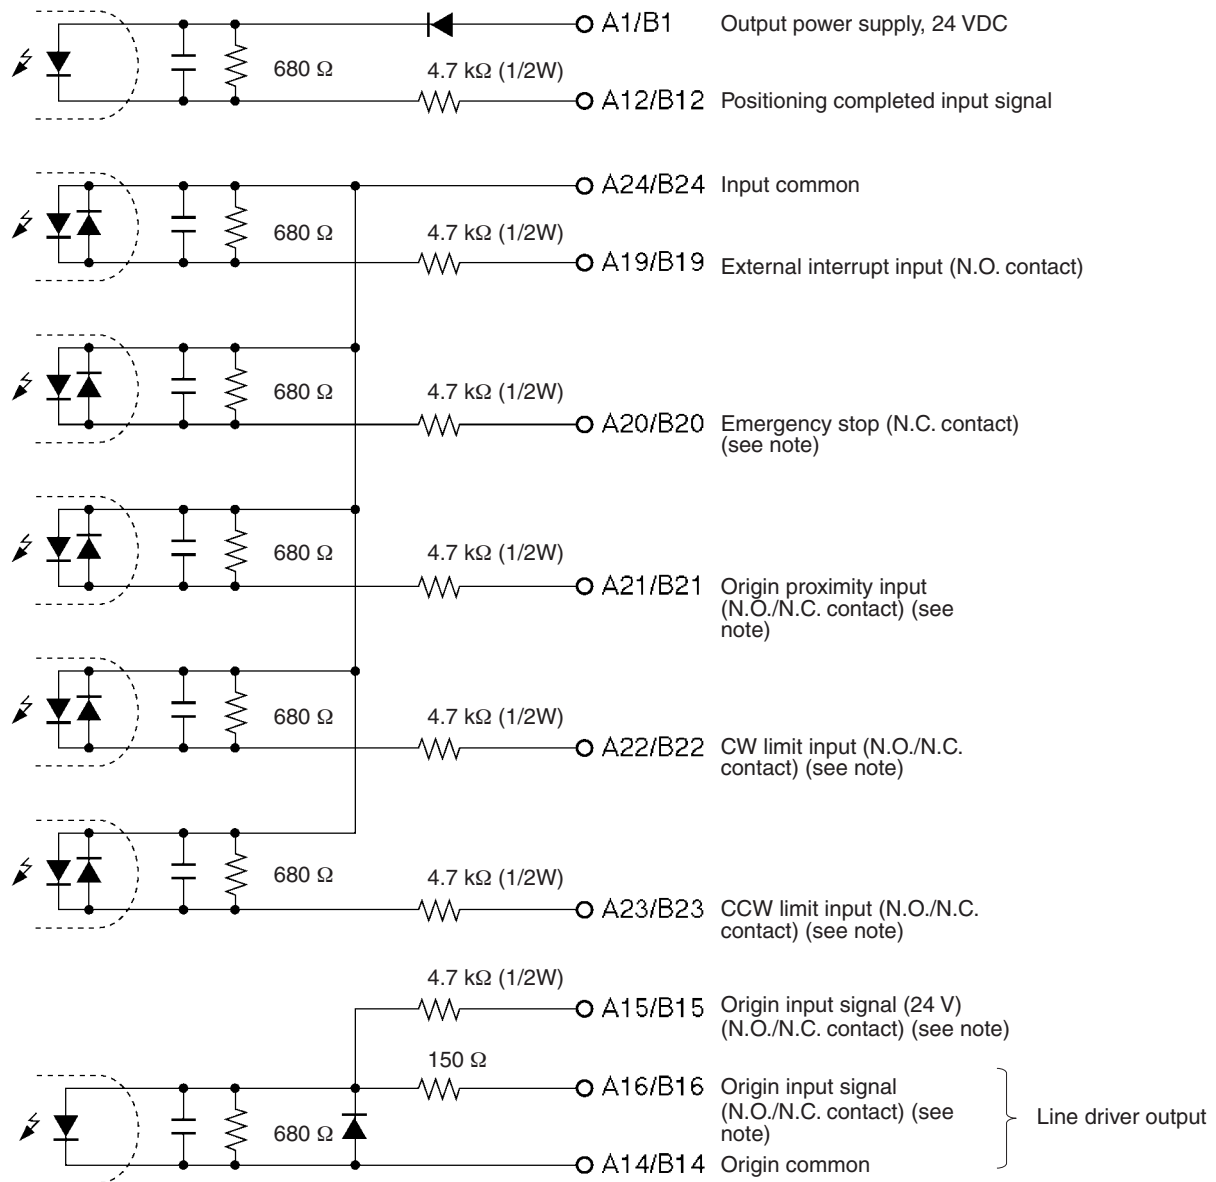 A1/B1 Output power supply, 24 VDC
680 Ω 4.7 kΩ (1/2W)
A12/B12 Positioning completed input signal
A24/B24 Input common
680 Ω 4.7 kΩ (1/2W)
A19/B19 External interrupt input (N.O. contact)
680 Ω 4.7 kΩ (1/2W)
A20/B20 Emergency stop (N.C. contact)
(see note)
680 Ω 4.7 kΩ (1/2W)
A21/B21 Origin proximity input
(N.O./N.C. contact) (see
note)
680 Ω 4.7 kΩ (1/2W)
A22/B22 CW limit input (N.O./N.C.
contact) (see note)
680 Ω 4.7 kΩ (1/2W)
A23/B23 CCW limit input (N.O./N.C.
contact) (see note)
4.7 kΩ (1/2W)
A15/B15 Origin input signal (24 V)
(N.O./N.C. contact) (see note)
150 Ω
A16/B16 Origin input signal
(N.O./N.C. contact) (see
note)
Line driver output
680 Ω
A14/B14 Origin common